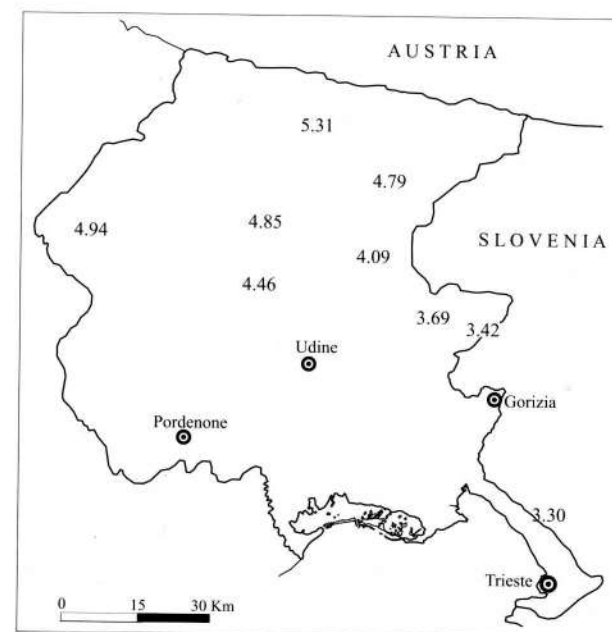 AUSTRIA
5.31
4.79
4.94
4.85
SLOVENIA
4.09
4.46
3.69
3.42
Udine
Gorizia
Pordenone
3.30
Trieste
0 15 30 Km